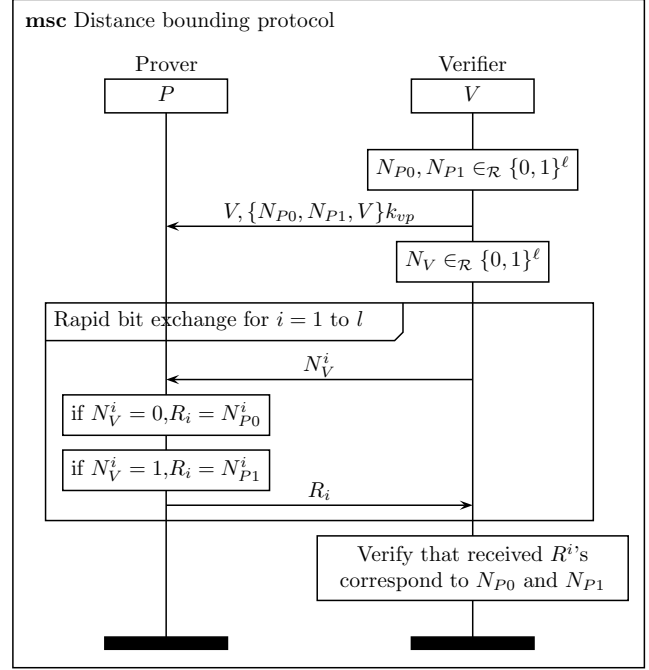 msc Distance bounding protocol
Prover
Verifier
P
V
N_{P0}, N_{P1} ∈_ℛ {0, 1}^ℓ
V, {N_{P0}, N_{P1}, V}k_{vp}
N_V ∈_ℛ {0, 1}^ℓ
Rapid bit exchange for i = 1 to l
N_V^i
if N_V^i = 0,R_i = N_{P0}^i
if N_V^i = 1,R_i = N_{P1}^i
R_i
Verify that received R^i's
correspond to N_{P0} and N_{P1}